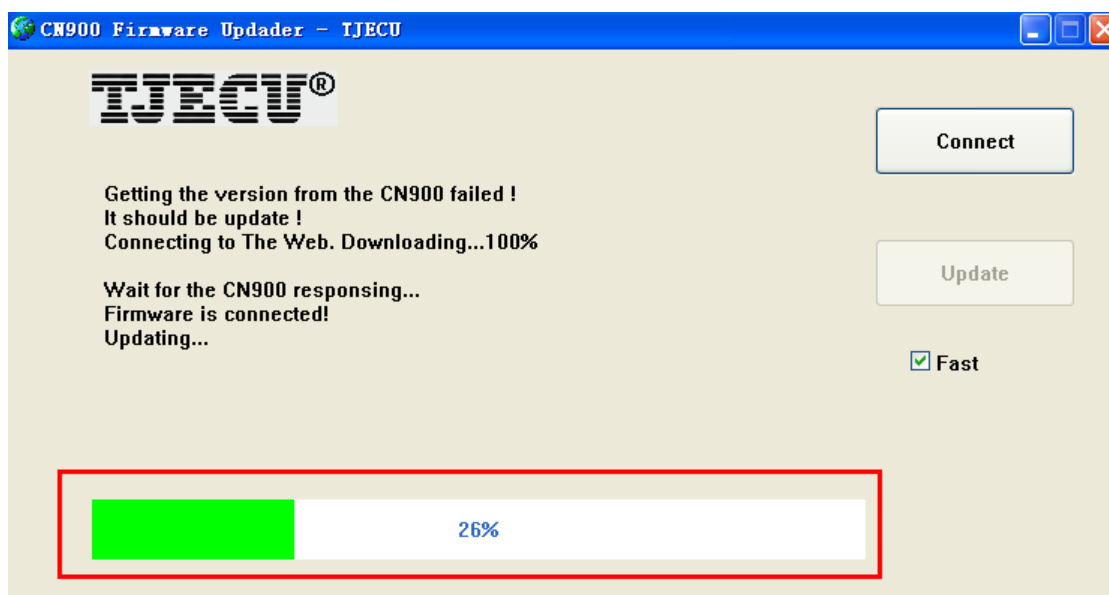 CN900 Firmware Updader - TJECU
TJECU®
Connect
Getting the version from the CN900 failed !
It should be update !
Connecting to The Web. Downloading...100%
Update
Wait for the CN900 responsing...
Firmware is connected!
Updating...
Fast
26%